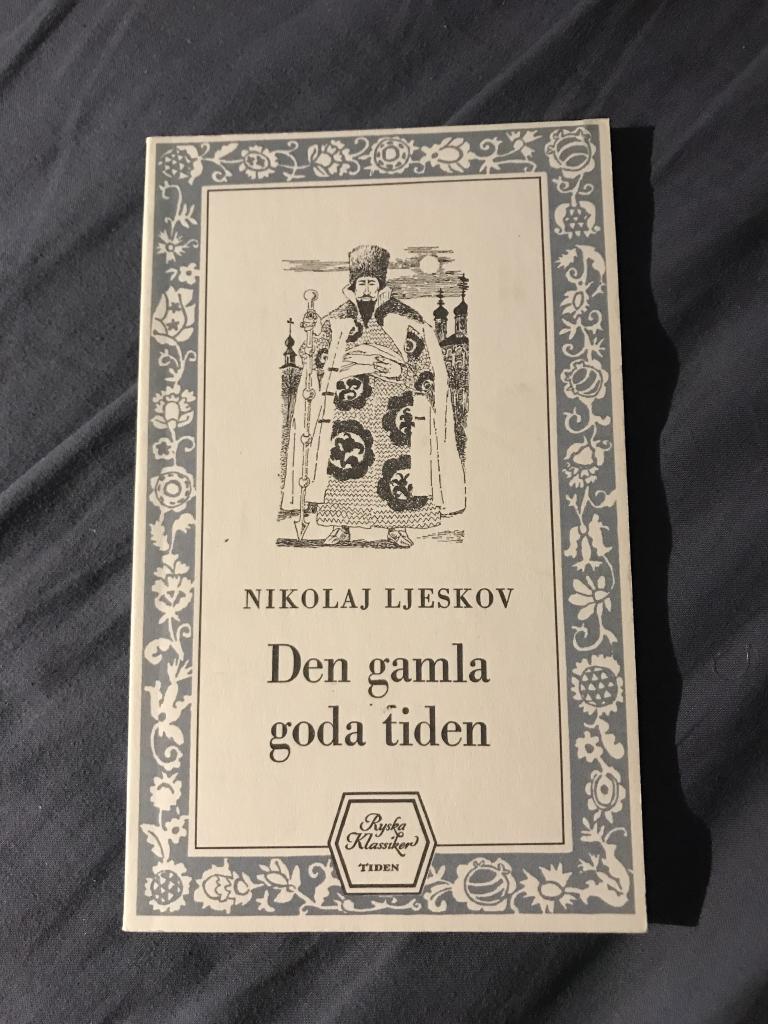 NIKOLAJ LJESKOV
Den gamla
goda tiden
Ryska
Klassiker
TIDEN